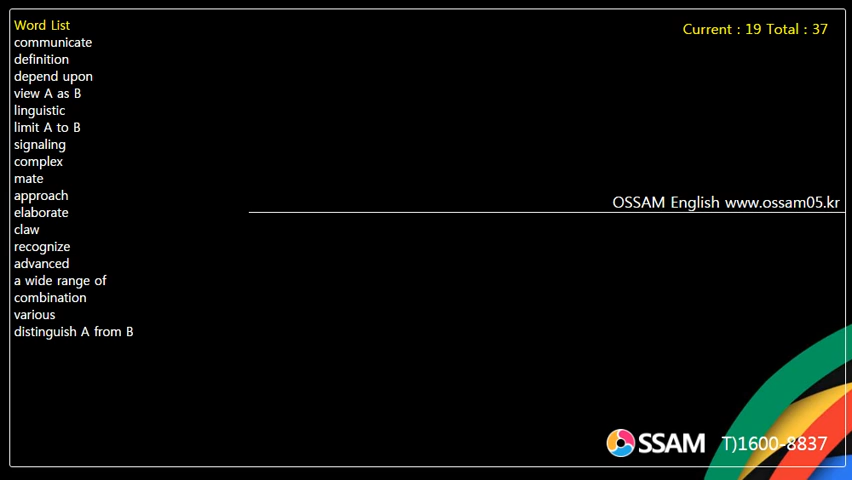 Word List
communicate
definition
depend upon
view A as B
linguistic
limit A to B
signaling
complex
mate
approach
elaborate
claw
recognize
advanced
a wide range of
combination
various
distinguish A from B
Current : 19 Total : 37
OSSAM English www.ossam05.kr
OSSAM T)1600-8837